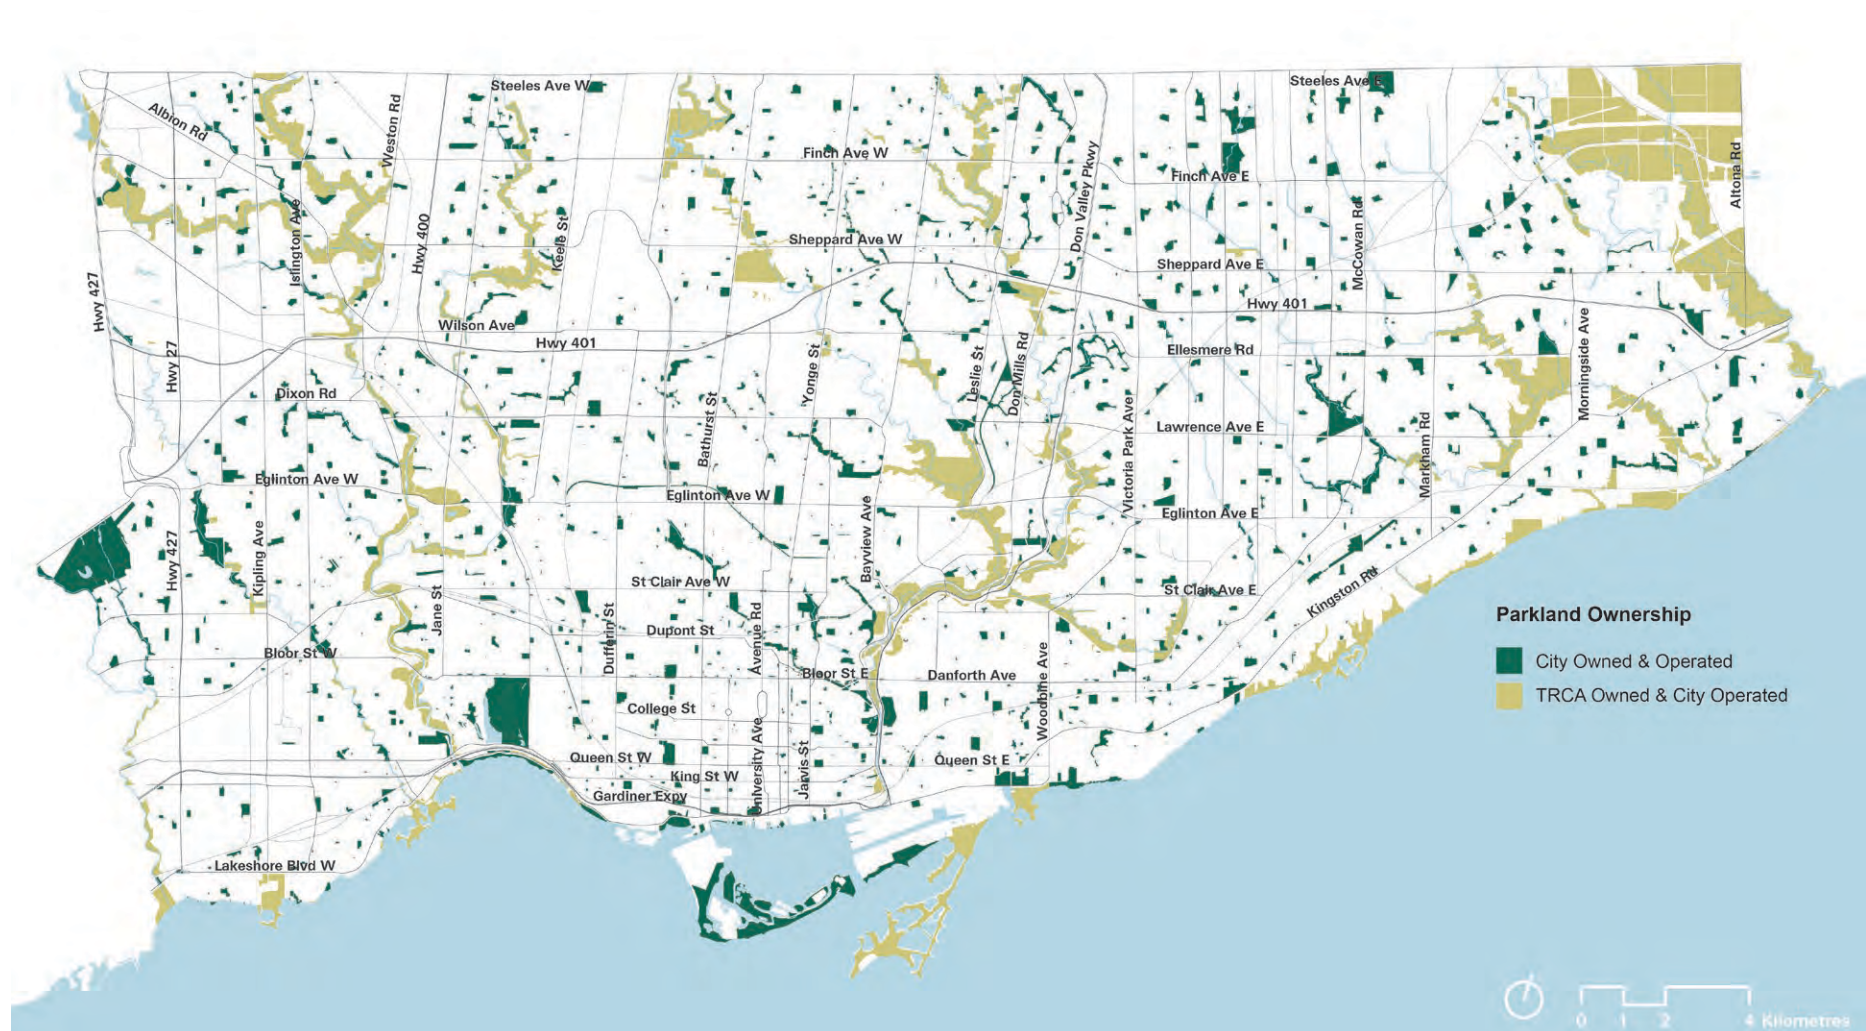 Steeles Ave W
Steeles Ave E
Albion Rd
Weston Rd
Finch Ave W
Finch Ave E
Don Valley Pkwy
Altona Rd
Islington Ave
Hwy 400
Keele St
Sheppard Ave W
Sheppard Ave E
McCowan Rd
Hwy 427
Wilson Ave
Hwy 401
Hwy 401
Hwy 27
Ellesmere Rd
Morningside Ave
Dixon Rd
Bathurst St
Yonge St
Leslie St
Don Mills Rd
Victoria Park Ave
Lawrence Ave E
Markham Rd
Eglinton Ave W
Eglinton Ave W
Eglinton Ave E
Hwy 427
Kipling Ave
Bayview Ave
Jane St
St Clair Ave W
St Clair Ave E
Kingston Rd
Dufferin St
Dupont St
Avenue Rd
Bloor St W
Bloor St E
Danforth Ave
Woodbine Ave
College St
University Ave
Jarvis St
Queen St W
Queen St E
King St W
Gardiner Expy
Lakeshore Blvd W
Parkland Ownership
City Owned & Operated
TRCA Owned & City Operated
0 1 2 4 Kilometres